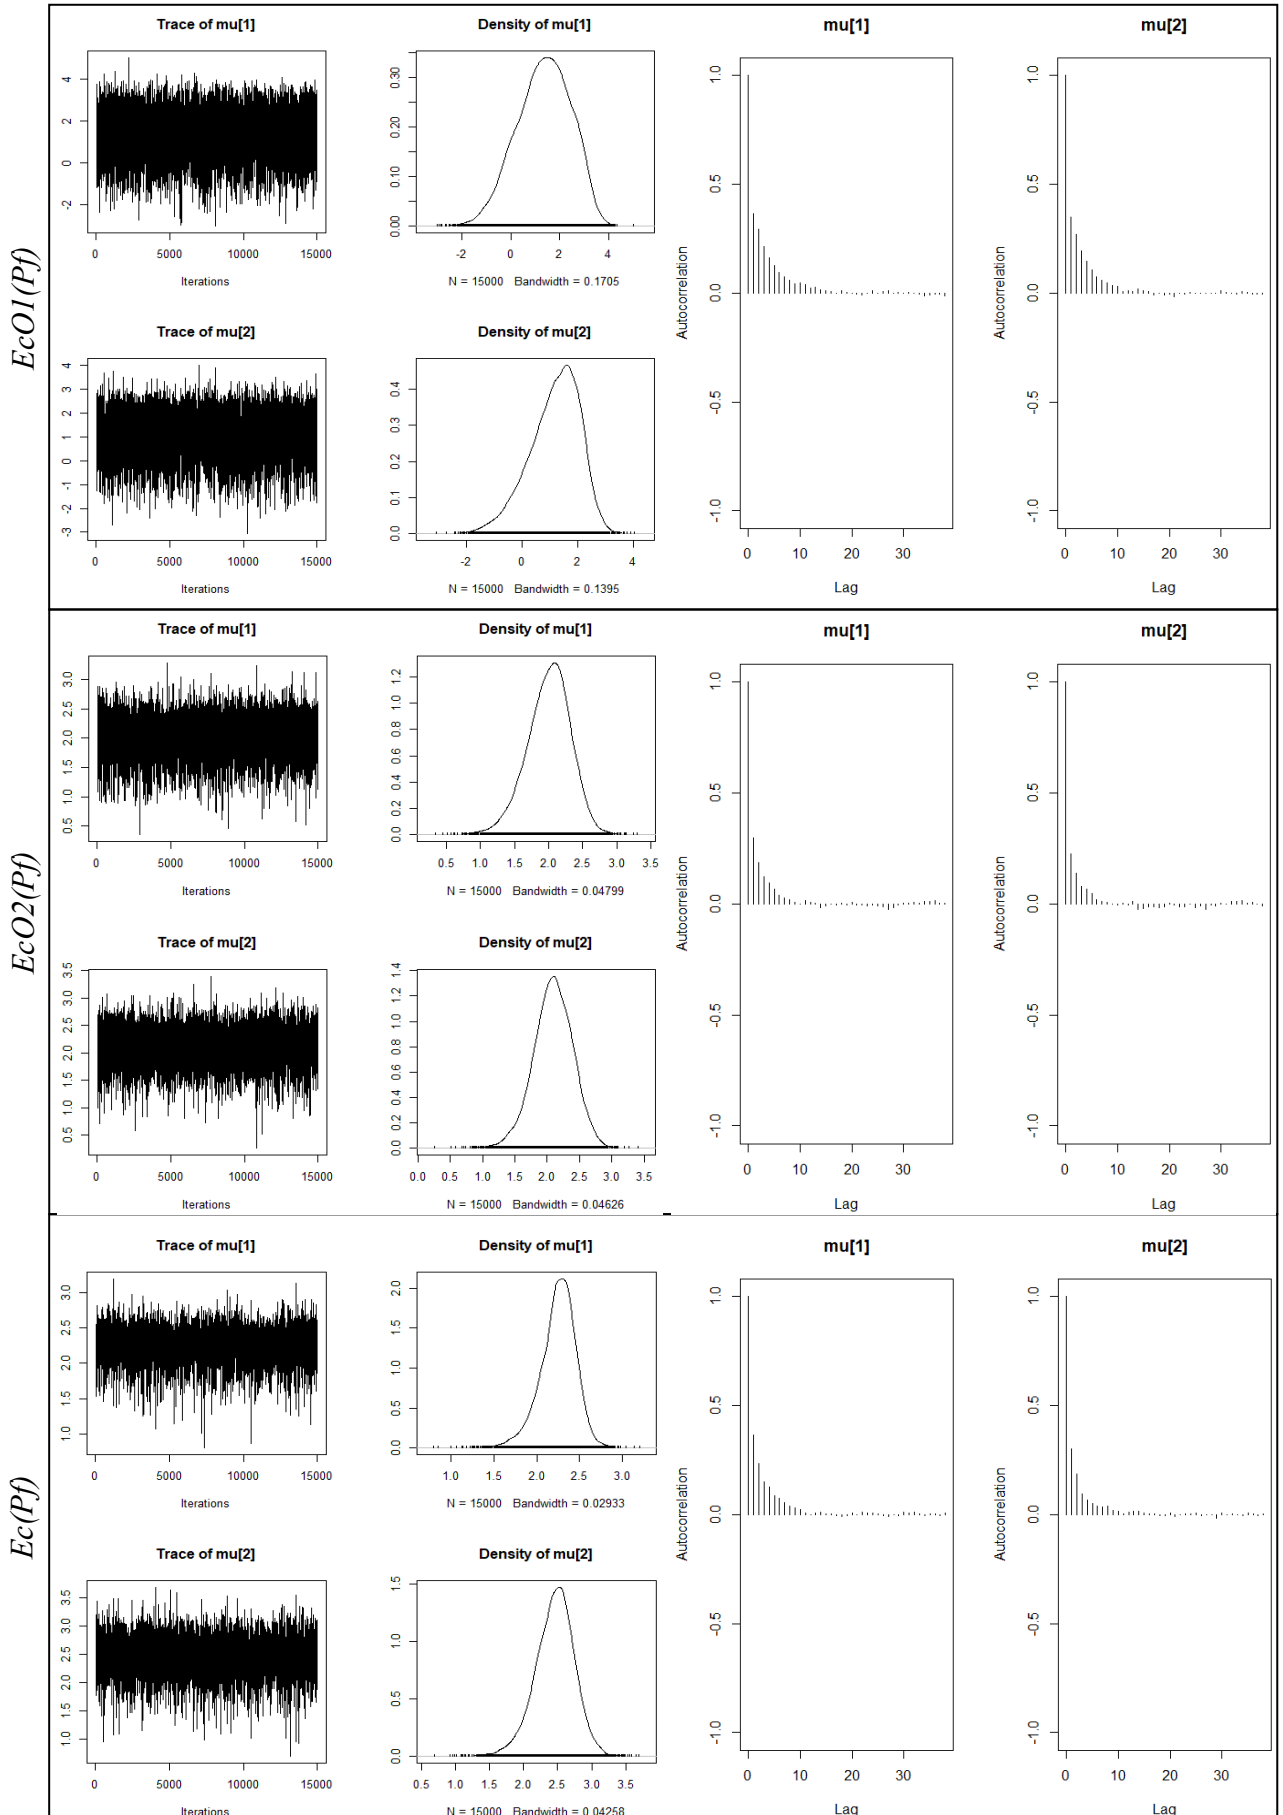 EcO1(Pf)
Trace of mu[1]
4
2
0
-2
0 5000 10000 15000
Iterations
Density of mu[1]
0.30
0.20
0.10
0.00
-2 0 2 4
N = 15000 Bandwidth = 0.1705
Trace of mu[2]
4
3
2
1
0
-1
-2
-3
0 5000 10000 15000
Iterations
Density of mu[2]
0.4
0.3
0.2
0.1
0.0
-2 0 2 4
N = 15000 Bandwidth = 0.1395
mu[1]
Autocorrelation
1.0
0.5
0.0
-0.5
-1.0
0 10 20 30
Lag
mu[2]
Autocorrelation
1.0
0.5
0.0
-0.5
-1.0
0 10 20 30
Lag
EcO2(Pf)
Trace of mu[1]
3.0
2.5
2.0
1.5
1.0
0.5
0 5000 10000 15000
Iterations
Density of mu[1]
1.2
1.0
0.8
0.6
0.4
0.2
0.0
0.5 1.0 1.5 2.0 2.5 3.0 3.5
N = 15000 Bandwidth = 0.04799
Trace of mu[2]
3.5
3.0
2.5
2.0
1.5
1.0
0.5
0 5000 10000 15000
Iterations
Density of mu[2]
1.4
1.2
1.0
0.8
0.6
0.4
0.2
0.0
0.0 0.5 1.0 1.5 2.0 2.5 3.0 3.5
N = 15000 Bandwidth = 0.04626
mu[1]
Autocorrelation
1.0
0.5
0.0
-0.5
-1.0
0 10 20 30
Lag
mu[2]
Autocorrelation
1.0
0.5
0.0
-0.5
-1.0
0 10 20 30
Lag
Ec(Pf)
Trace of mu[1]
3.0
2.5
2.0
1.5
1.0
0 5000 10000 15000
Iterations
Density of mu[1]
2.0
1.5
1.0
0.5
0.0
1.0 1.5 2.0 2.5 3.0
N = 15000 Bandwidth = 0.02933
Trace of mu[2]
3.5
3.0
2.5
2.0
1.5
1.0
0 5000 10000 15000
Iterations
Density of mu[2]
1.5
1.0
0.5
0.0
0.5 1.0 1.5 2.0 2.5 3.0 3.5
N = 15000 Bandwidth = 0.04258
mu[1]
Autocorrelation
1.0
0.5
0.0
-0.5
-1.0
0 10 20 30
Lag
mu[2]
Autocorrelation
1.0
0.5
0.0
-0.5
-1.0
0 10 20 30
Lag